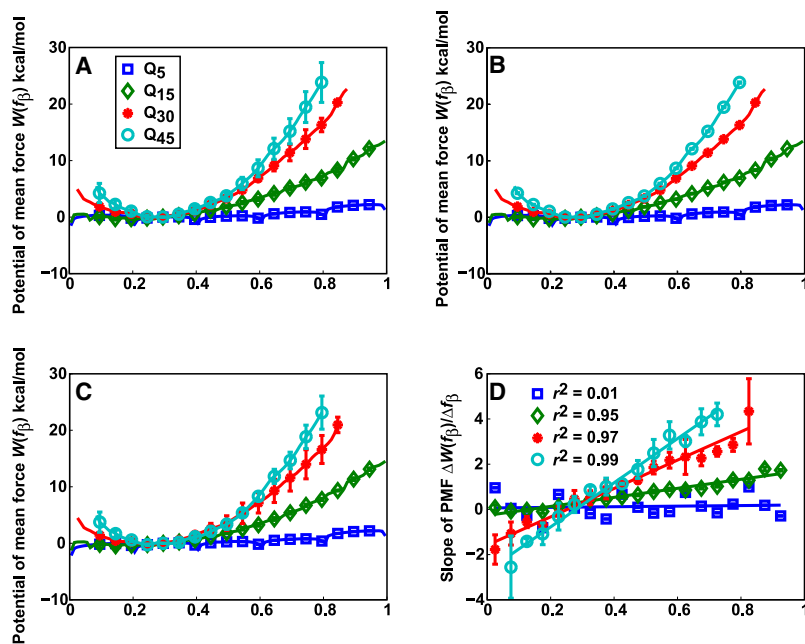 A
Potential of mean force W(fβ) kcal/mol
30
20
10
0
−10
Q5
Q15
Q30
Q45
0 0.2 0.4 0.6 0.8 1
B
Potential of mean force W(fβ) kcal/mol
30
20
10
0
−10
0 0.2 0.4 0.6 0.8 1
C
Potential of mean force W(fβ) kcal/mol
30
20
10
0
−10
0 0.2 0.4 0.6 0.8 1
D
Slope of PMF ΔW(fβ)/Δfβ
6
4
2
0
−2
−4
r² = 0.01
r² = 0.95
r² = 0.97
r² = 0.99
0 0.2 0.4 0.6 0.8 1